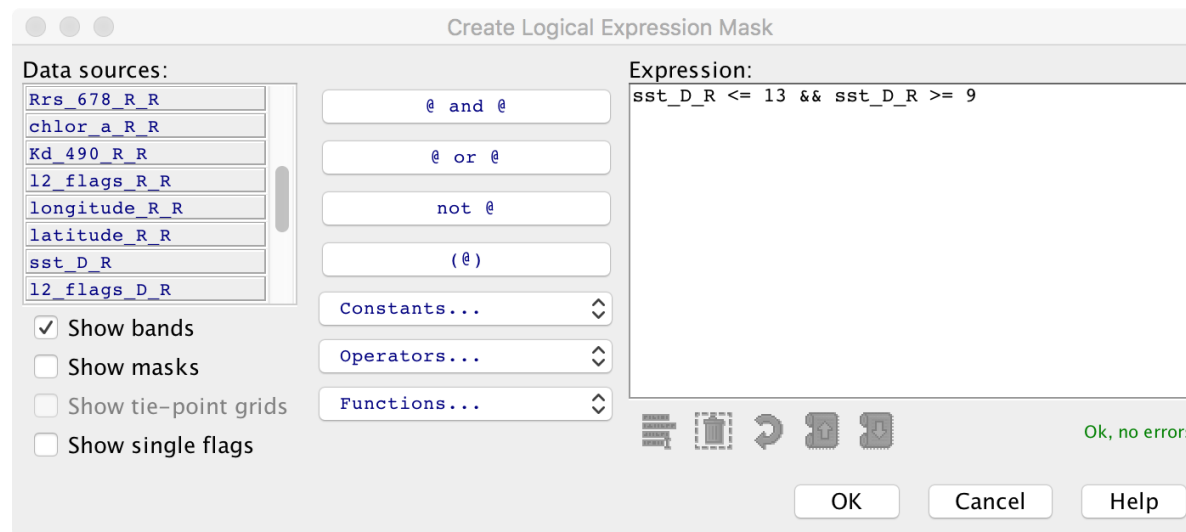 Create Logical Expression Mask
Data sources:
Rrs_678_R_R
chlor_a_R_R
Kd_490_R_R
l2_flags_R_R
longitude_R_R
latitude_R_R
sst_D_R
l2_flags_D_R
Show bands
Show masks
Show tie-point grids
Show single flags
@ and @
@ or @
not @
(@)
Constants...
Operators...
Functions...
Expression:
sst_D_R <= 13 && sst_D_R >= 9
Ok, no errors
OK
Cancel
Help